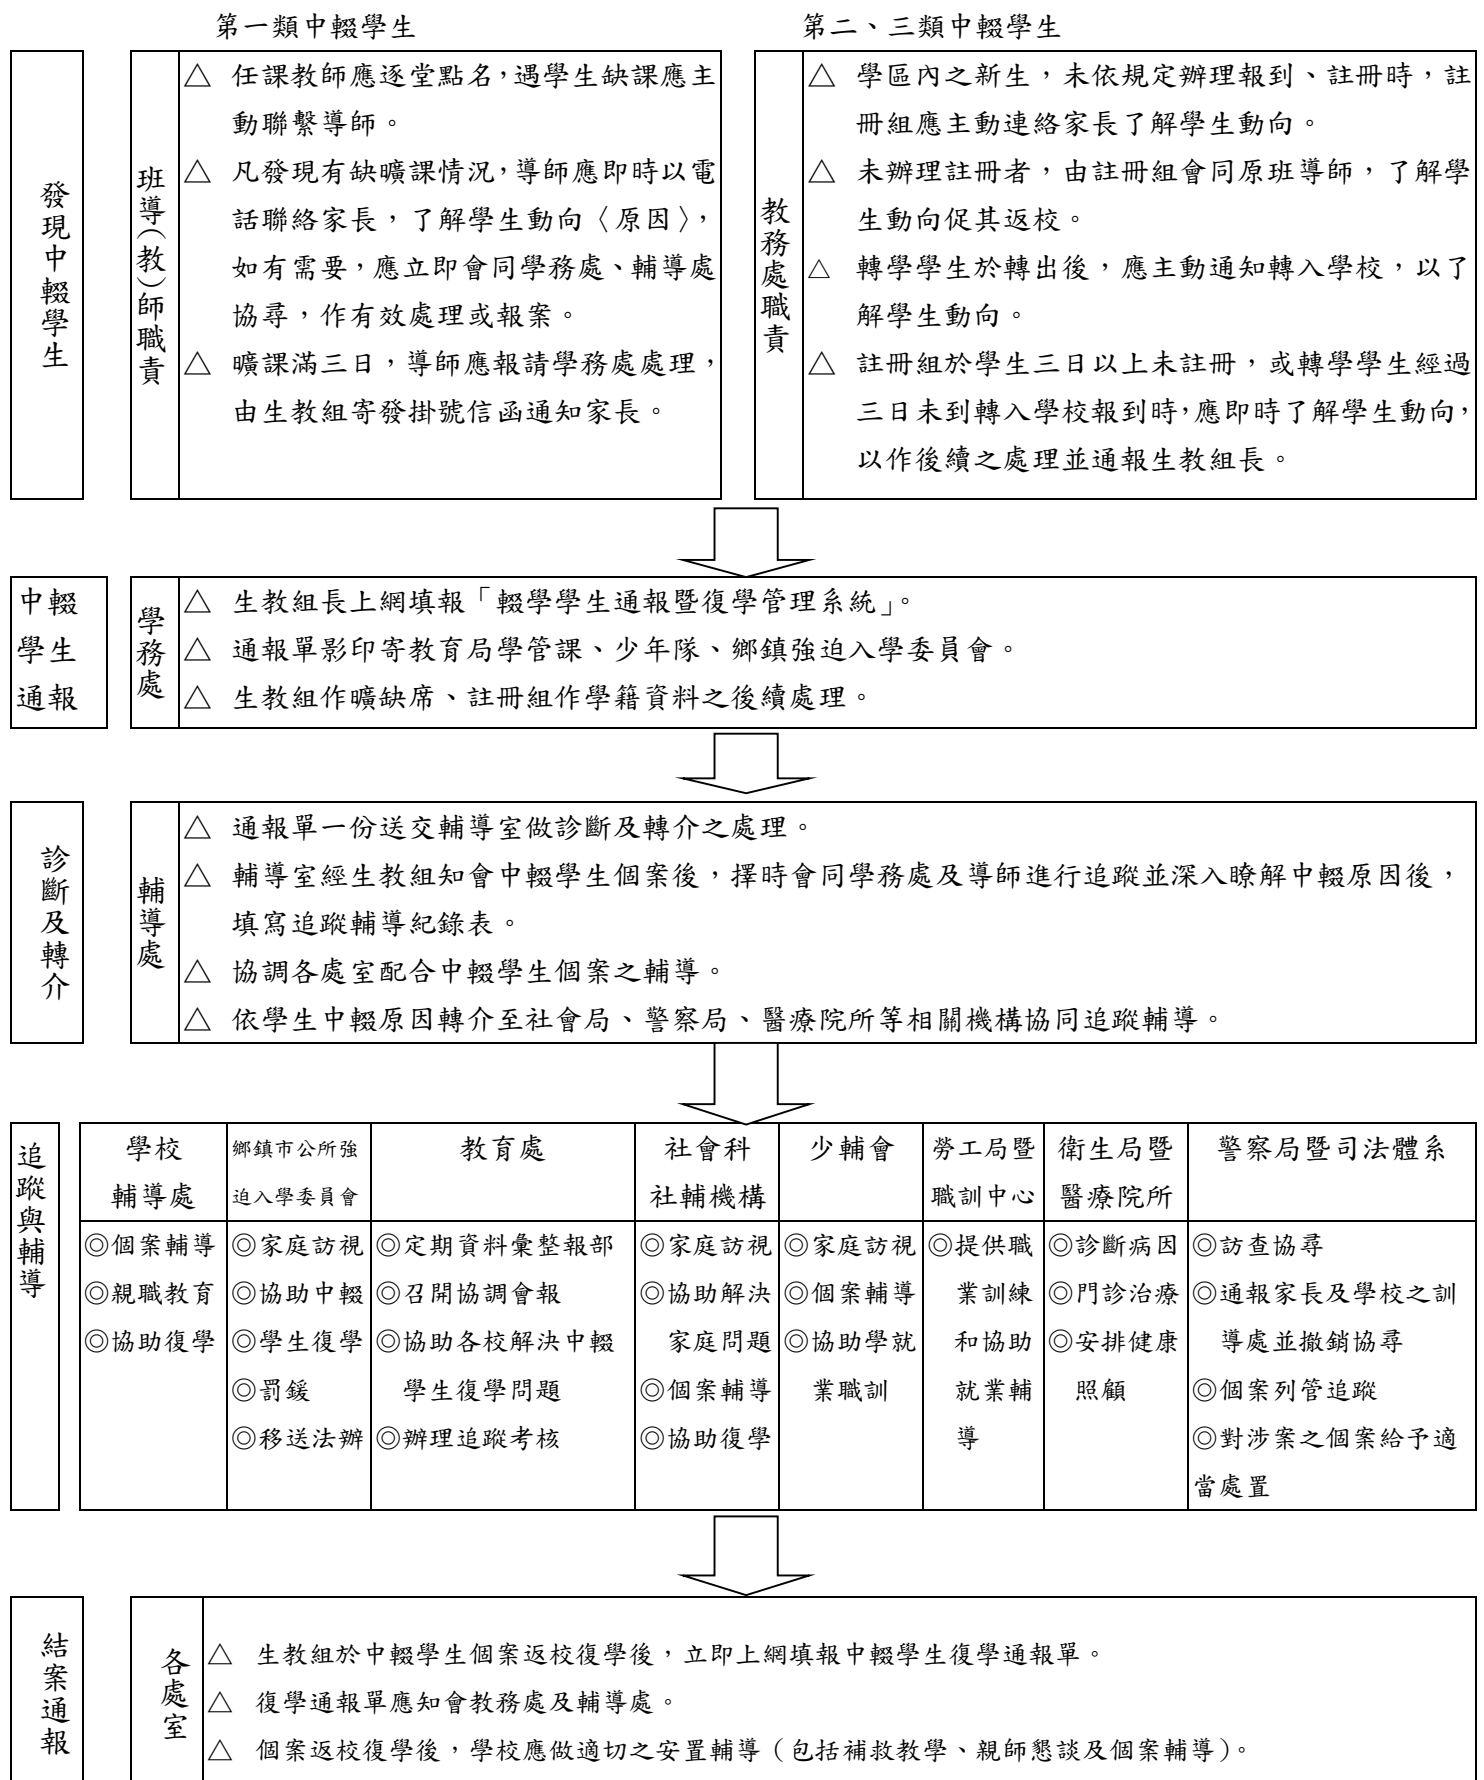 第一類中輟學生
第二、三類中輟學生
發現中輟學生
班導(教)師職責
△ 任課教師應逐堂點名，遇學生缺課應主
動聯繫導師。
△ 凡發現有缺曠課情況，導師應即時以電
話聯絡家長，了解學生動向〈原因〉，
如有需要，應立即會同學務處、輔導處
協尋，作有效處理或報案。
△ 曠課滿三日，導師應報請學務處處理，
由生教組寄發掛號信函通知家長。
教務處職責
△ 學區內之新生，未依規定辦理報到、註冊時，註
冊組應主動連絡家長了解學生動向。
△ 未辦理註冊者，由註冊組會同原班導師，了解學
生動向促其返校。
△ 轉學學生於轉出後，應主動通知轉入學校，以了
解學生動向。
△ 註冊組於學生三日以上未註冊，或轉學學生經過
三日未到轉入學校報到時，應即時了解學生動向，
以作後續之處理並通報生教組長。
中輟
學生
通報
學務處
△ 生教組長上網填報「輟學學生通報暨復學管理系統」。
△ 通報單影印寄教育局學管課、少年隊、鄉鎮強迫入學委員會。
△ 生教組作曠缺席、註冊組作學籍資料之後續處理。
診斷及轉介
輔導處
△ 通報單一份送交輔導室做診斷及轉介之處理。
△ 輔導室經生教組知會中輟學生個案後，擇時會同學務處及導師進行追蹤並深入瞭解中輟原因後，
填寫追蹤輔導紀錄表。
△ 協調各處室配合中輟學生個案之輔導。
△ 依學生中輟原因轉介至社會局、警察局、醫療院所等相關機構協同追蹤輔導。
追蹤與輔導
學校
輔導處
◎個案輔導
◎親職教育
◎協助復學
鄉鎮市公所強
迫入學委員會
◎家庭訪視
◎協助中輟
◎學生復學
◎罰鍰
◎移送法辦
教育處
◎定期資料彙整報部
◎召開協調會報
◎協助各校解決中輟
學生復學問題
◎辦理追蹤考核
社會科
社輔機構
◎家庭訪視
◎協助解決
家庭問題
◎個案輔導
◎協助復學
少輔會
◎家庭訪視
◎個案輔導
◎協助學就
業職訓
勞工局暨
職訓中心
◎提供職
業訓練
和協助
就業輔
導
衛生局暨
醫療院所
◎診斷病因
◎門診治療
◎安排健康
照顧
警察局暨司法體系
◎訪查協尋
◎通報家長及學校之訓
導處並撤銷協尋
◎個案列管追蹤
◎對涉案之個案給予適
當處置
結案通報
各處室
△ 生教組於中輟學生個案返校復學後，立即上網填報中輟學生復學通報單。
△ 復學通報單應知會教務處及輔導處。
△ 個案返校復學後，學校應做適切之安置輔導（包括補救教學、親師懇談及個案輔導）。